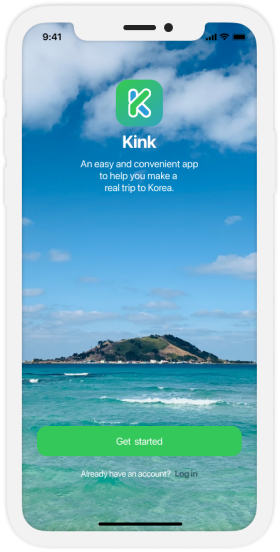 9:41
Kink
An easy and convenient app
to help you make a
real trip to Korea.
Get started
Already have an account? Log in